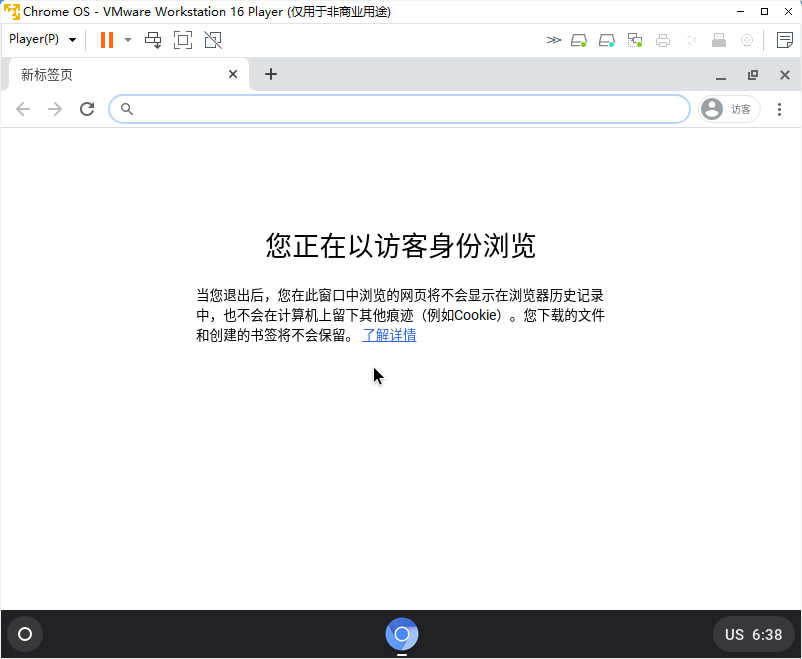 Chrome OS - VMware Workstation 16 Player (仅用于非商业用途)
Player(P)
新标签页
访客
您正在以访客身份浏览
当您退出后，您在此窗口中浏览的网页将不会显示在浏览器历史记录
中，也不会在计算机上留下其他痕迹（例如Cookie）。您下载的文件
和创建的书签将不会保留。 了解详情
US 6:38